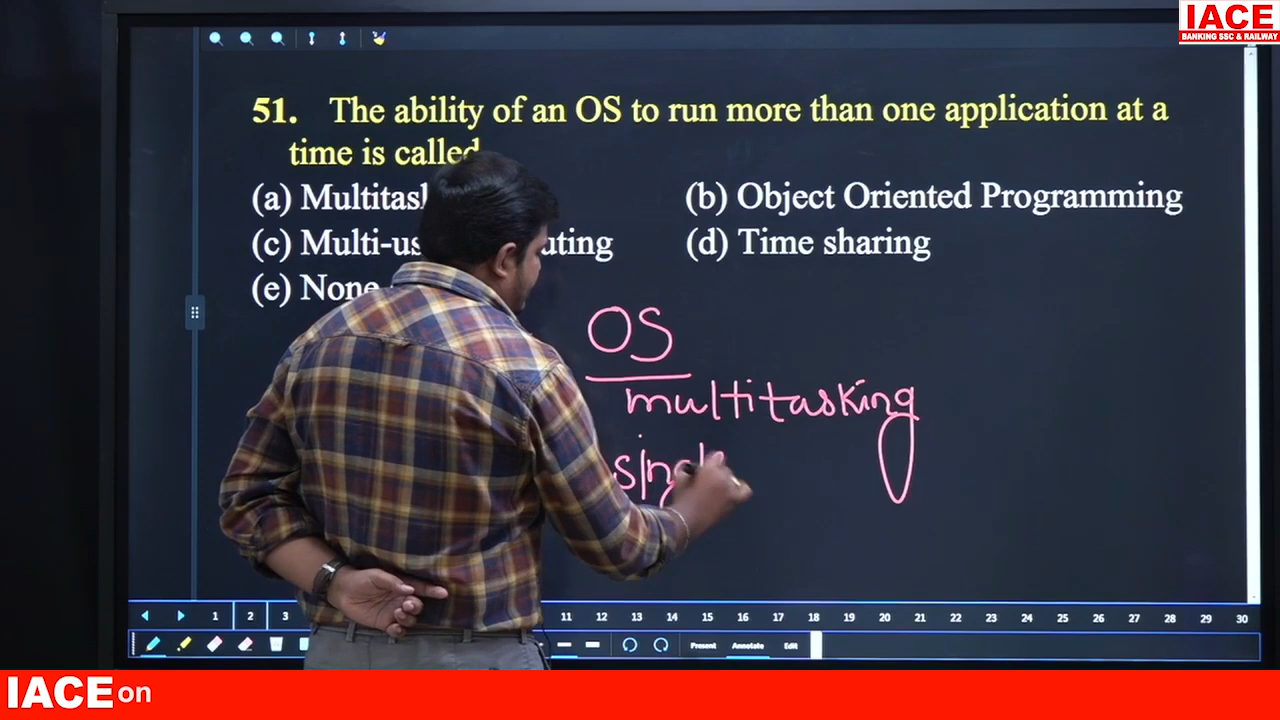 IACE
BANKING SSC & RAILWAY
51. The ability of an OS to run more than one application at a
time is called
(a) Multitask (b) Object Oriented Programming
(c) Multi-us uting (d) Time sharing
(e) None
OS
multitasking
1 2 3 11 12 13 14 15 16 17 18 19 20 21 22 23 24 25 26 27 28 29 30
Present Annotate Edit
IACE on